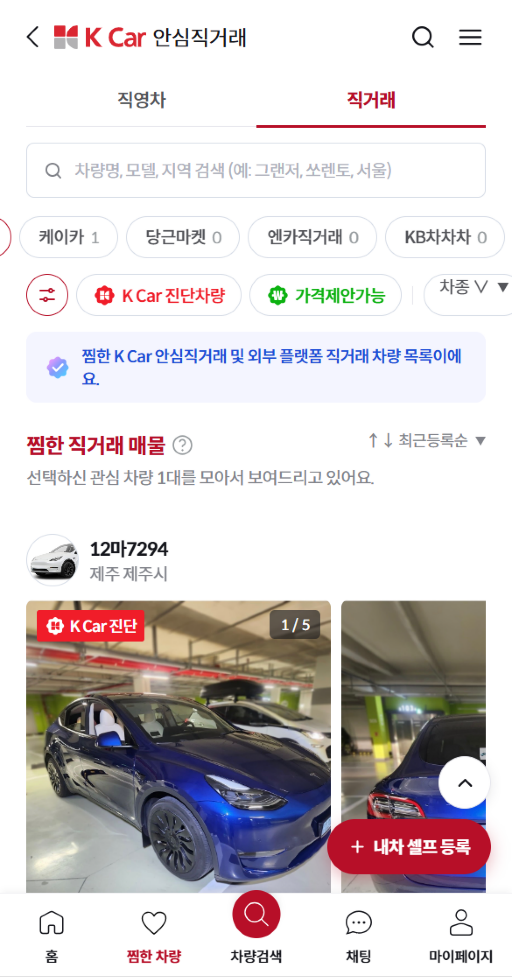 K Car 안심직거래
직영차
직거래
차량명, 모델, 지역 검색 (예: 그랜저, 쏘렌토, 서울)
케이카 1
당근마켓 0
엔카직거래 0
KB차차차 0
K Car 진단차량
가격제안가능
차종
찜한 K Car 안심직거래 및 외부 플랫폼 직거래 차량 목록이에
요.
찜한 직거래 매물 ?
↑↓ 최근등록순 ▼
선택하신 관심 차량 1대를 모아서 보여드리고 있어요.
12마7294
제주 제주시
K Car 진단
1 / 5
+ 내차 셀프 등록
홈
찜한 차량
차량검색
채팅
마이페이지